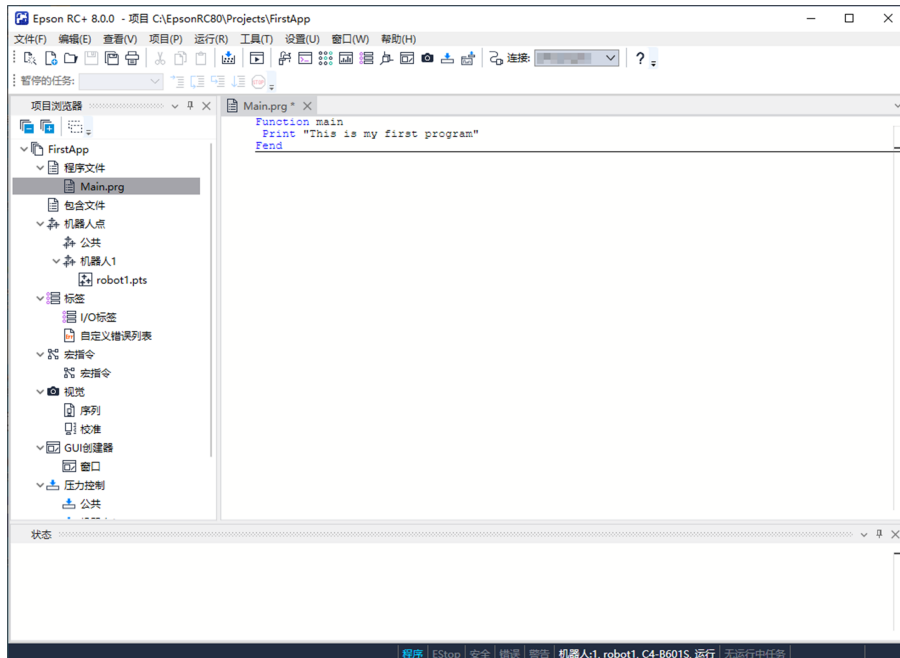 Epson RC+ 8.0.0 - 项目 C:\EpsonRC80\Projects\FirstApp
文件(F) 编辑(E) 查看(V) 项目(P) 运行(R) 工具(T) 设置(U) 窗口(W) 帮助(H)
连接:
暂停的任务:
项目浏览器
Main.prg *
Function main
Print "This is my first program"
Fend
FirstApp
程序文件
Main.prg
包含文件
机器人点
公共
机器人1
robot1.pts
标签
I/O标签
自定义错误列表
宏指令
宏指令
视觉
序列
校准
GUI创建器
窗口
压力控制
公共
状态
程序 EStop 安全 错误 警告 机器人:1, robot1, C4-B601S, 运行 无运行中任务